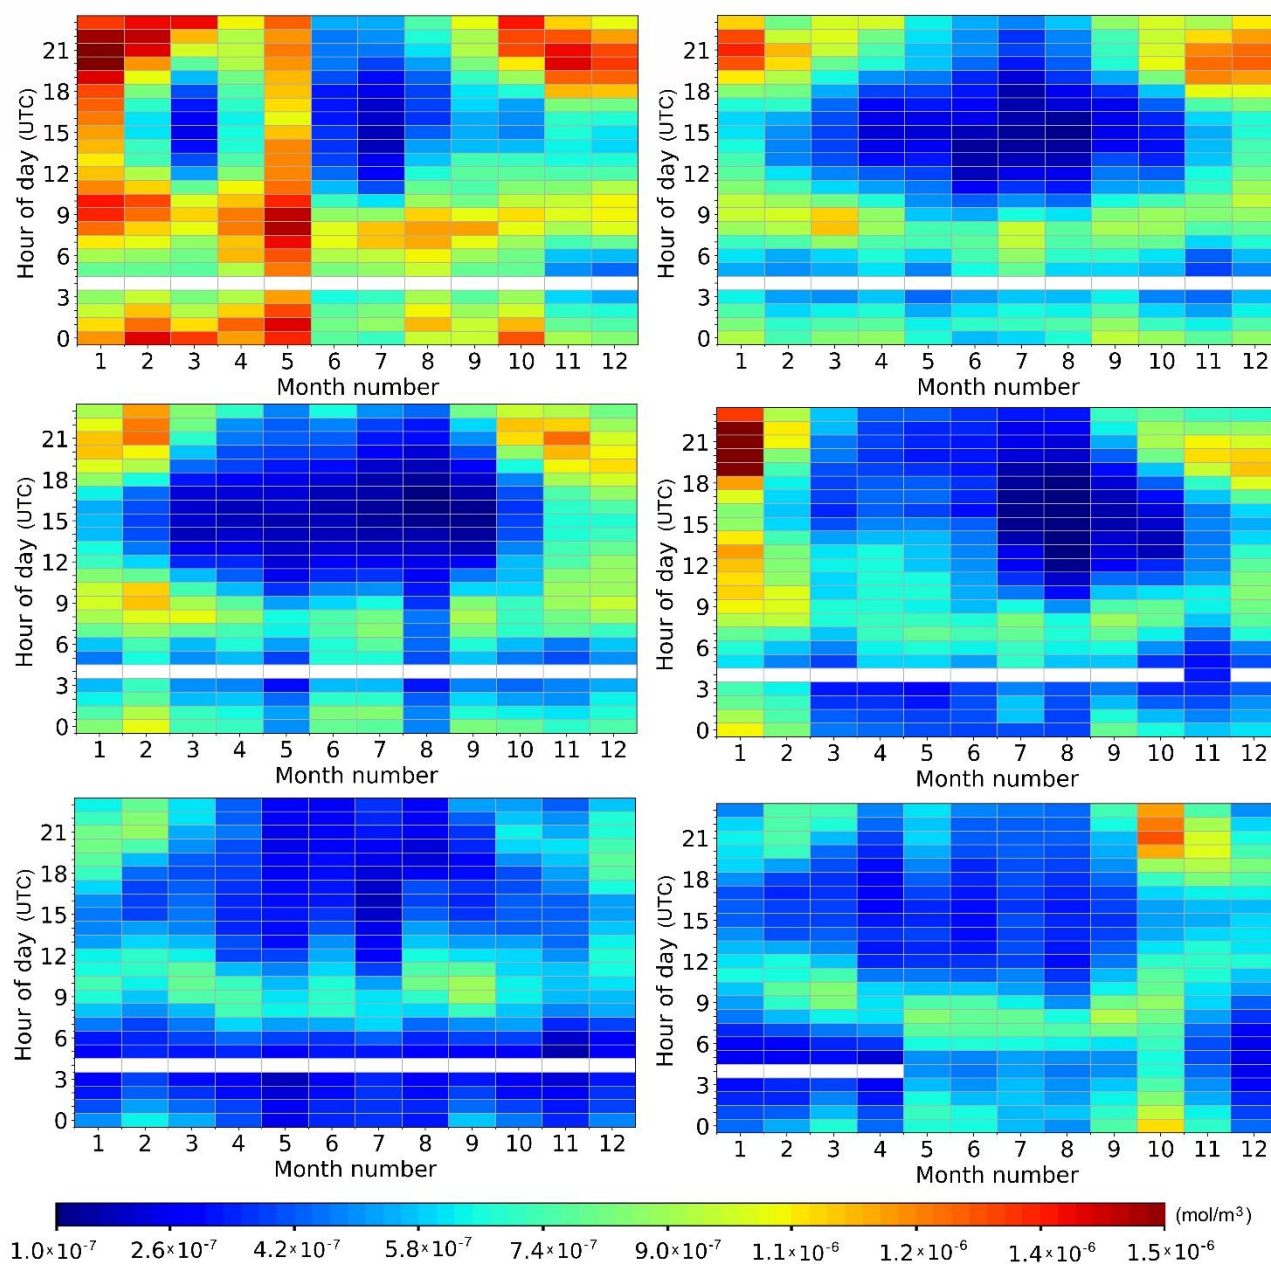 21
18
15
12
9
6
3
0
Hour of day (UTC)
1 2 3 4 5 6 7 8 9 10 11 12
Month number
21
18
15
12
9
6
3
0
Hour of day (UTC)
1 2 3 4 5 6 7 8 9 10 11 12
Month number
21
18
15
12
9
6
3
0
Hour of day (UTC)
1 2 3 4 5 6 7 8 9 10 11 12
Month number
21
18
15
12
9
6
3
0
Hour of day (UTC)
1 2 3 4 5 6 7 8 9 10 11 12
Month number
21
18
15
12
9
6
3
0
Hour of day (UTC)
1 2 3 4 5 6 7 8 9 10 11 12
Month number
21
18
15
12
9
6
3
0
Hour of day (UTC)
1 2 3 4 5 6 7 8 9 10 11 12
Month number
(mol/m³)
1.0×10⁻⁷ 2.6×10⁻⁷ 4.2×10⁻⁷ 5.8×10⁻⁷ 7.4×10⁻⁷ 9.0×10⁻⁷ 1.1×10⁻⁶ 1.2×10⁻⁶ 1.4×10⁻⁶ 1.5×10⁻⁶